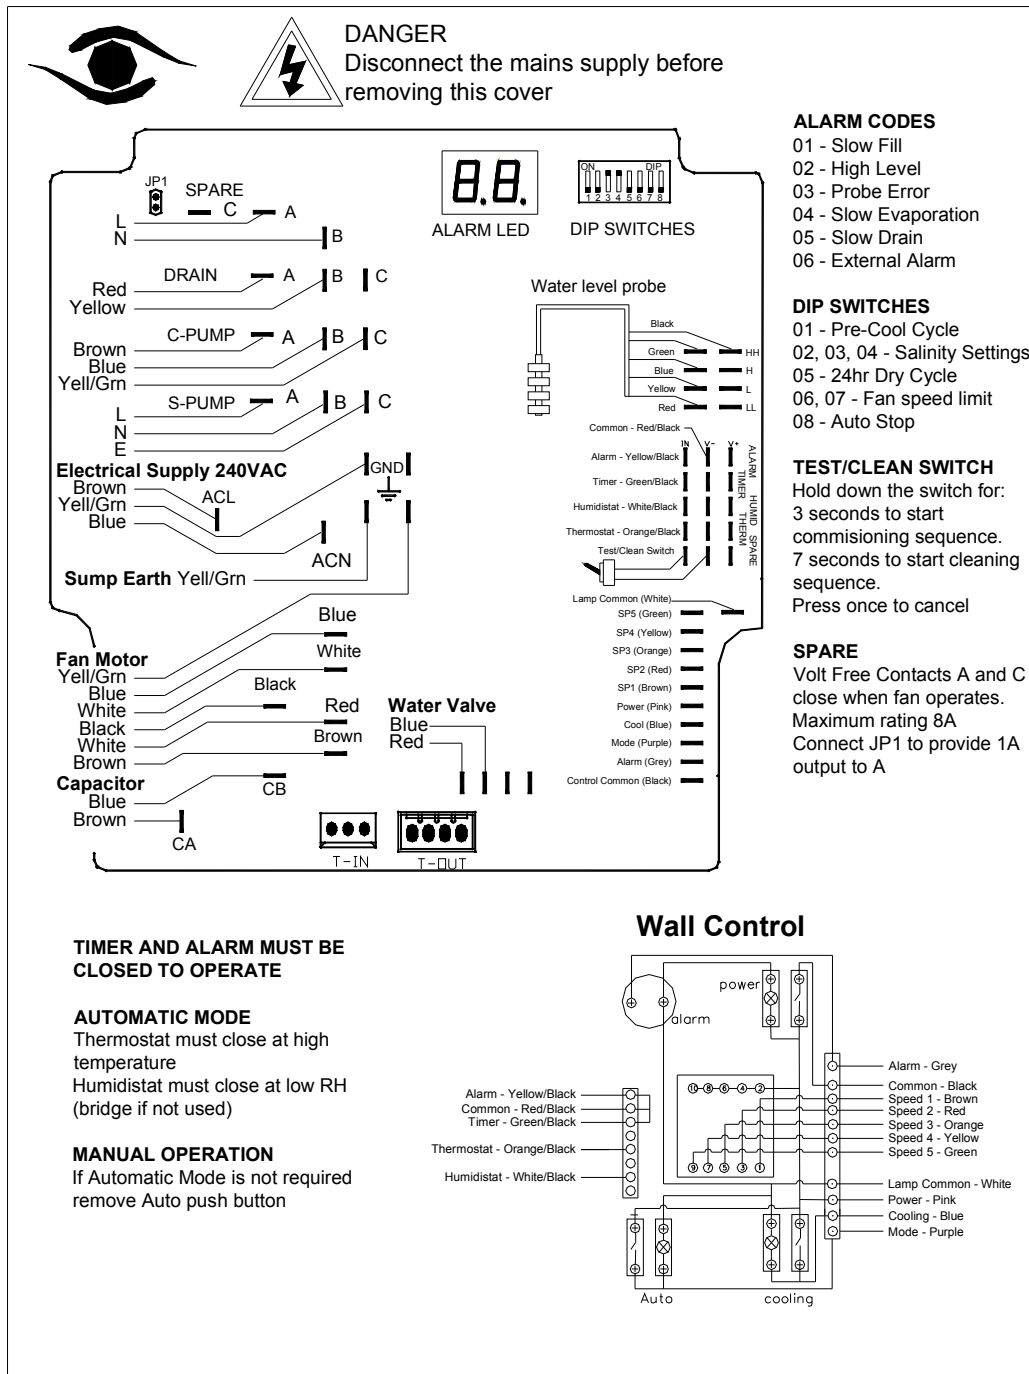 DANGER
Disconnect the mains supply before
removing this cover
JP1
SPARE
C
A
L
N
B
DRAIN
A
B
C
Red
Yellow
C-PUMP
A
B
C
Brown
Blue
Yell/Grn
S-PUMP
A
B
C
L
N
E
Electrical Supply 240VAC
Brown
Yell/Grn
Blue
ACL
ACN
GND
Sump Earth Yell/Grn
Fan Motor
Yell/Grn
Blue
White
Black
White
Brown
Blue
White
Black
Red
Brown
Capacitor
Blue
Brown
CB
CA
Water Valve
Blue
Red
T-IN
T-OUT
8.8.
ALARM LED
ON DIP
1 2 3 4 5 6 7 8
DIP SWITCHES
Water level probe
Black
Green
HH
Blue
H
Yellow
L
Red
LL
Common - Red/Black
IN V- V+
Alarm - Yellow/Black
Timer - Green/Black
Humidistat - White/Black
Thermostat - Orange/Black
Test/Clean Switch
ALARM
TIMER
HUMID
THERM
SPARE
Lamp Common (White)
SP5 (Green)
SP4 (Yellow)
SP3 (Orange)
SP2 (Red)
SP1 (Brown)
Power (Pink)
Cool (Blue)
Mode (Purple)
Alarm (Grey)
Control Common (Black)
ALARM CODES
01 - Slow Fill
02 - High Level
03 - Probe Error
04 - Slow Evaporation
05 - Slow Drain
06 - External Alarm
DIP SWITCHES
01 - Pre-Cool Cycle
02, 03, 04 - Salinity Settings
05 - 24hr Dry Cycle
06, 07 - Fan speed limit
08 - Auto Stop
TEST/CLEAN SWITCH
Hold down the switch for:
3 seconds to start
commisioning sequence.
7 seconds to start cleaning
sequence.
Press once to cancel
SPARE
Volt Free Contacts A and C
close when fan operates.
Maximum rating 8A
Connect JP1 to provide 1A
output to A
TIMER AND ALARM MUST BE
CLOSED TO OPERATE
AUTOMATIC MODE
Thermostat must close at high
temperature
Humidistat must close at low RH
(bridge if not used)
MANUAL OPERATION
If Automatic Mode is not required
remove Auto push button
Wall Control
power
alarm
10 8 6 4 2
9 7 5 3 1
Alarm - Yellow/Black
Common - Red/Black
Timer - Green/Black
Thermostat - Orange/Black
Humidistat - White/Black
Alarm - Grey
Common - Black
Speed 1 - Brown
Speed 2 - Red
Speed 3 - Orange
Speed 4 - Yellow
Speed 5 - Green
Lamp Common - White
Power - Pink
Cooling - Blue
Mode - Purple
Auto
cooling